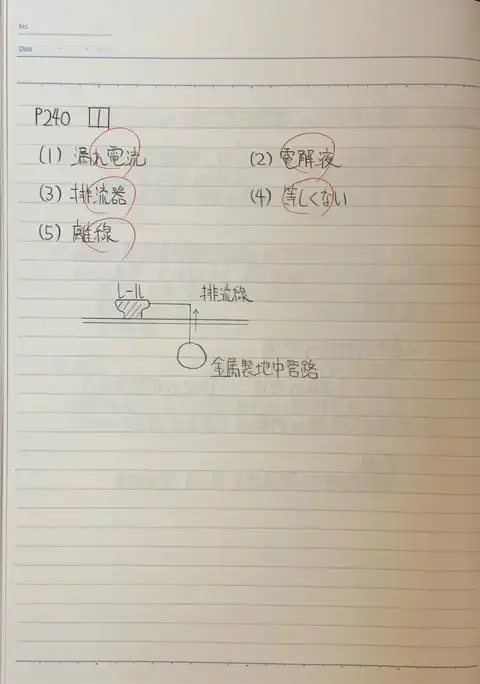 No.
Date
P240 1
(1) 漏れ電流 (2) 電解液
(3) 排流器 (4) 等しくない
(5) 離線
レール 排流線
金属製地中管路